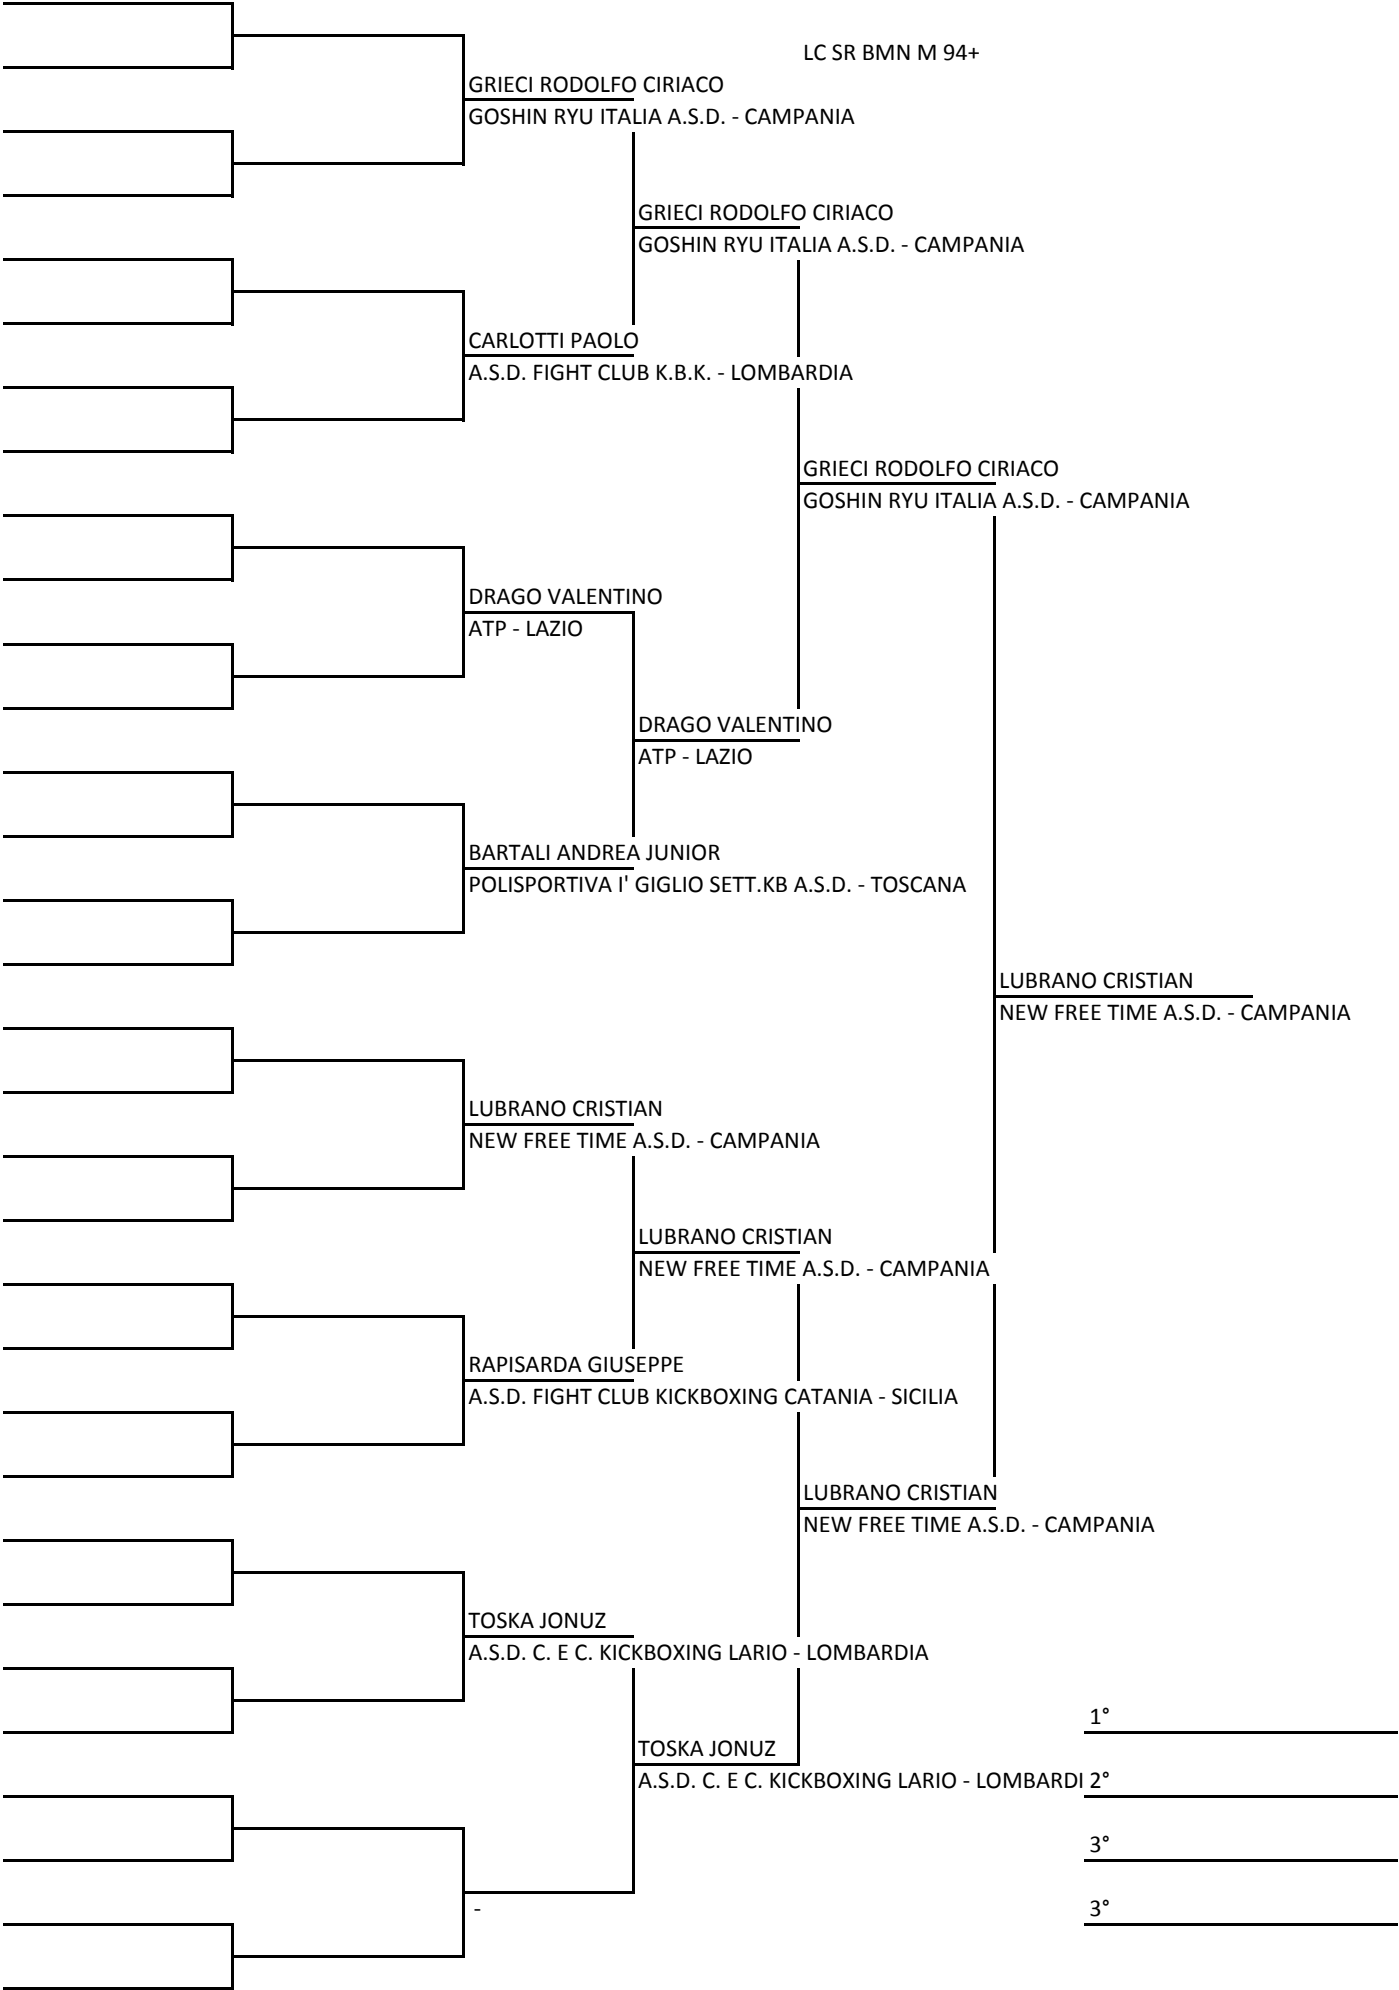 LC SR BMN M 94+
GRIECI RODOLFO CIRIACO
GOSHIN RYU ITALIA A.S.D. - CAMPANIA
GRIECI RODOLFO CIRIACO
GOSHIN RYU ITALIA A.S.D. - CAMPANIA
CARLOTTI PAOLO
A.S.D. FIGHT CLUB K.B.K. - LOMBARDIA
GRIECI RODOLFO CIRIACO
GOSHIN RYU ITALIA A.S.D. - CAMPANIA
DRAGO VALENTINO
ATP - LAZIO
DRAGO VALENTINO
ATP - LAZIO
BARTALI ANDREA JUNIOR
POLISPORTIVA I' GIGLIO SETT.KB A.S.D. - TOSCANA
LUBRANO CRISTIAN
NEW FREE TIME A.S.D. - CAMPANIA
LUBRANO CRISTIAN
NEW FREE TIME A.S.D. - CAMPANIA
LUBRANO CRISTIAN
NEW FREE TIME A.S.D. - CAMPANIA
RAPISARDA GIUSEPPE
A.S.D. FIGHT CLUB KICKBOXING CATANIA - SICILIA
LUBRANO CRISTIAN
NEW FREE TIME A.S.D. - CAMPANIA
TOSKA JONUZ
A.S.D. C. E C. KICKBOXING LARIO - LOMBARDIA
1°
TOSKA JONUZ
A.S.D. C. E C. KICKBOXING LARIO - LOMBARDI
2°
3°
-
3°